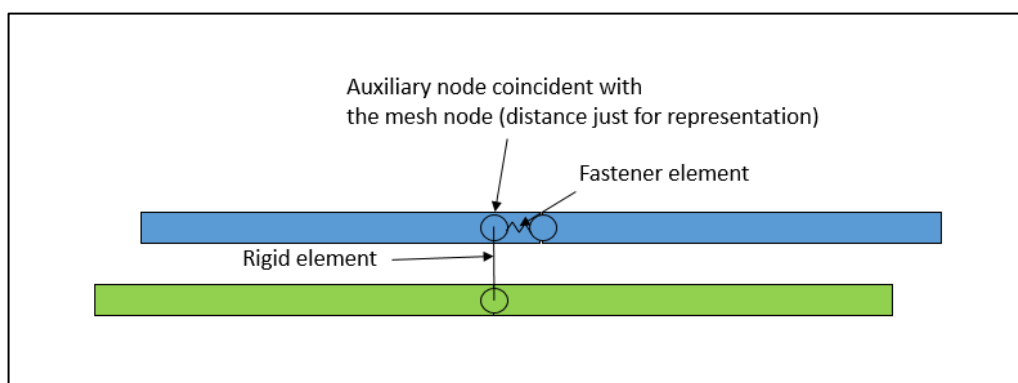 Auxiliary node coincident with
the mesh node (distance just for representation)
Fastener element
Rigid element